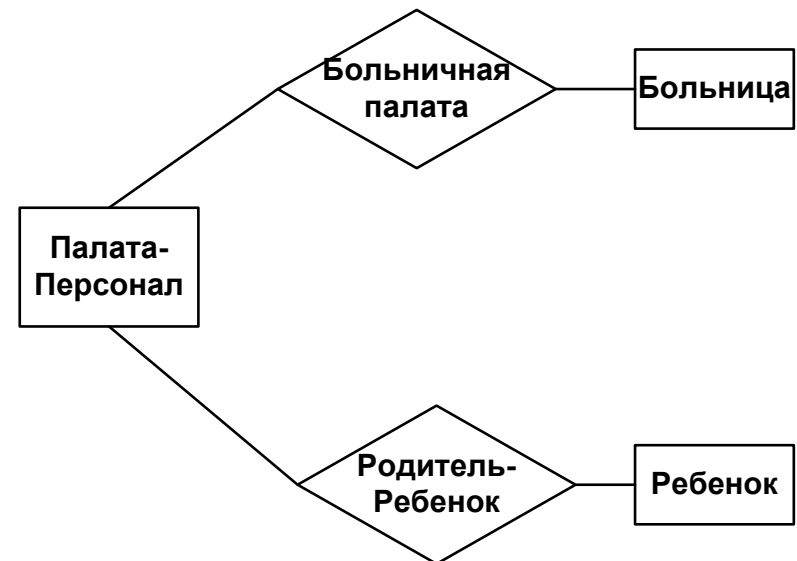 Больничная
палата
Больница
Палата-
Персонал
Родитель-
Ребенок
Ребенок